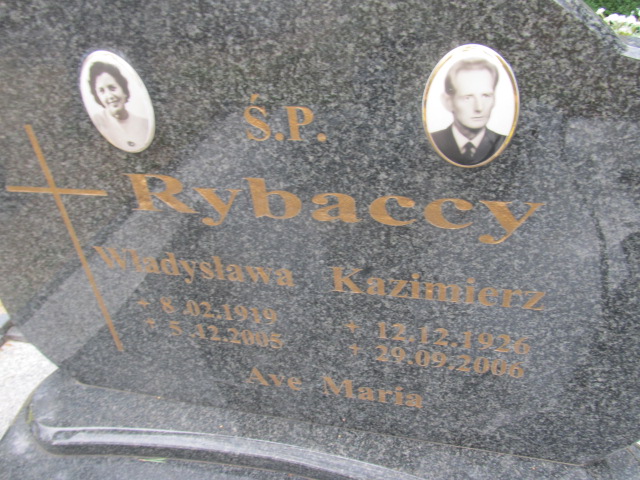 Ś.P.
Rybaccy
Władysława Kazimierz
+ 8.02.1919 + 12.12.1926
+ 5.12.2005 + 29.09.2006
Ave Maria